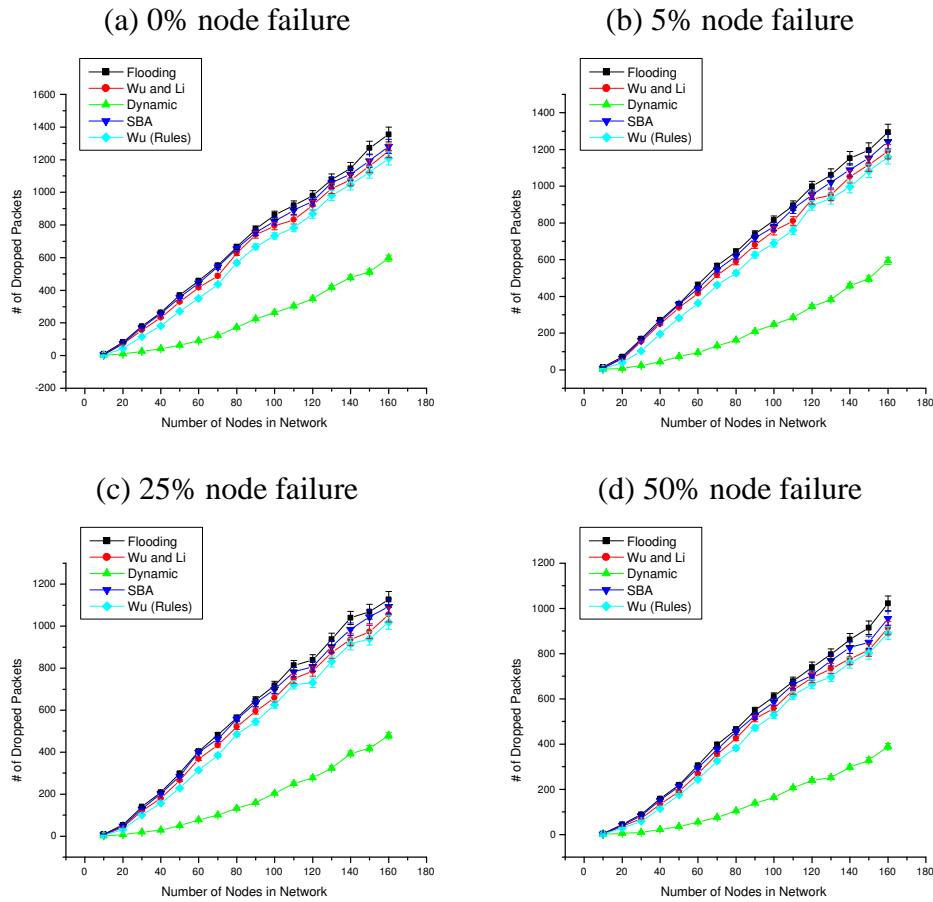 (a) 0% node failure
Flooding
Wu and Li
Dynamic
SBA
Wu (Rules)
1600
1400
1200
1000
800
600
400
200
0
-200
# of Dropped Packets
0 20 40 60 80 100 120 140 160 180
Number of Nodes in Network
(b) 5% node failure
Flooding
Wu and Li
Dynamic
SBA
Wu (Rules)
1400
1200
1000
800
600
400
200
0
# of Dropped Packets
0 20 40 60 80 100 120 140 160 180
Number of Nodes in Network
(c) 25% node failure
Flooding
Wu and Li
Dynamic
SBA
Wu (Rules)
1200
1000
800
600
400
200
0
# of Dropped Packets
0 20 40 60 80 100 120 140 160 180
Number of Nodes in Network
(d) 50% node failure
Flooding
Wu and Li
Dynamic
SBA
Wu (Rules)
1200
1000
800
600
400
200
0
# of Dropped Packets
0 20 40 60 80 100 120 140 160 180
Number of Nodes in Network